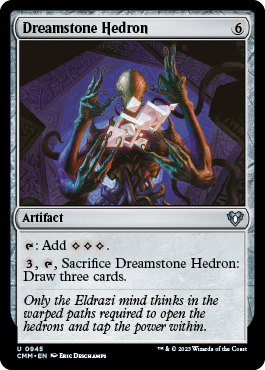 Dreamstone Hedron 6
Artifact
: Add
3, , Sacrifice Dreamstone Hedron:
Draw three cards.
Only the Eldrazi mind thinks in the
warped paths required to open the
hedrons and tap the power within.
U 0945
CMM • EN Eric Deschamps
™ & © 2023 Wizards of the Coast